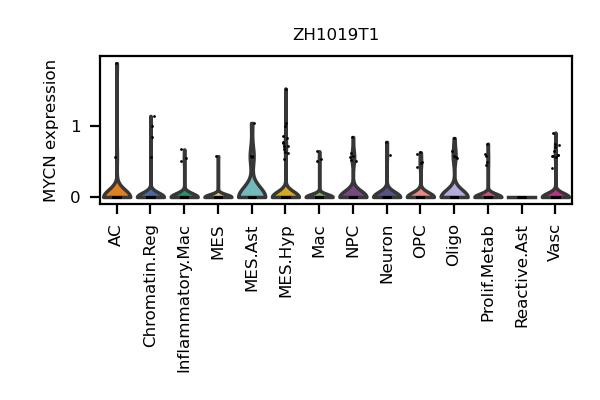 ZH1019T1
MYCN expression
1
0
AC
Chromatin.Reg
Inflammatory.Mac
MES
MES.Ast
MES.Hyp
Mac
NPC
Neuron
OPC
Oligo
Prolif.Metab
Reactive.Ast
Vasc